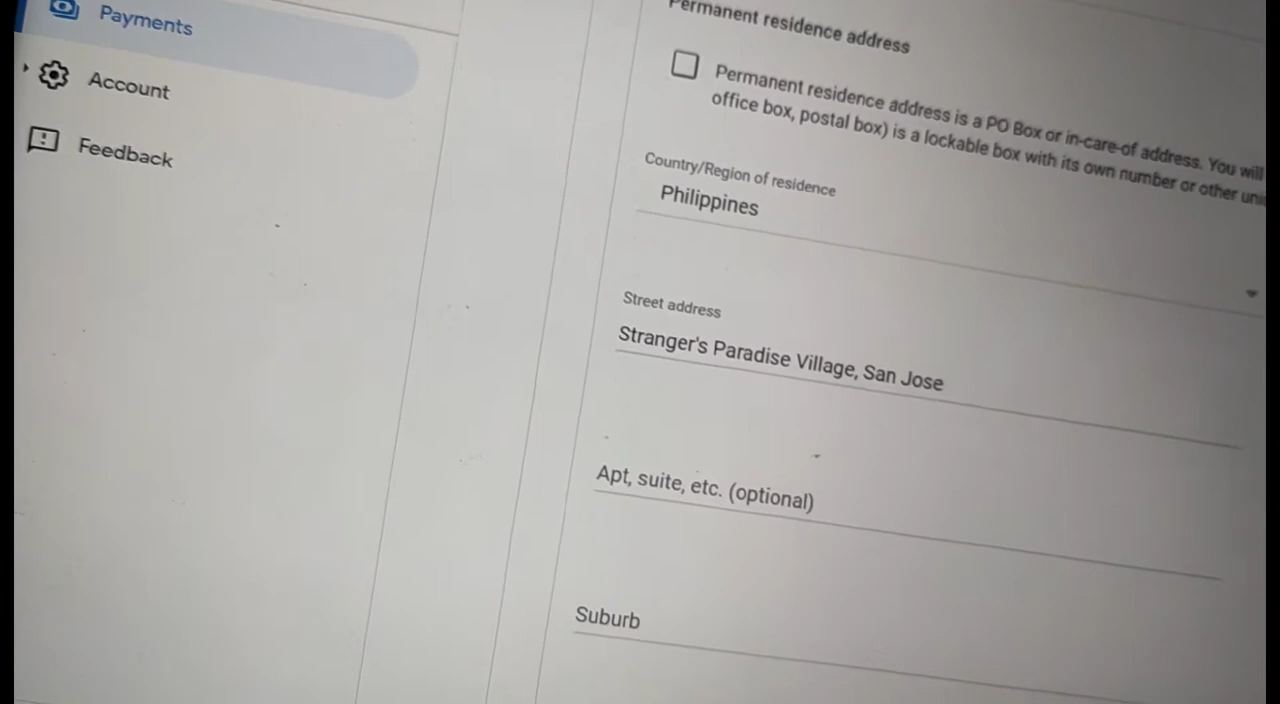 Payments
Account
Feedback
Permanent residence address
Permanent residence address is a PO Box or in-care-of address. You will
office box, postal box) is a lockable box with its own number or other
Country/Region of residence
Philippines
Street address
Stranger's Paradise Village, San Jose
Apt, suite, etc. (optional)
Suburb